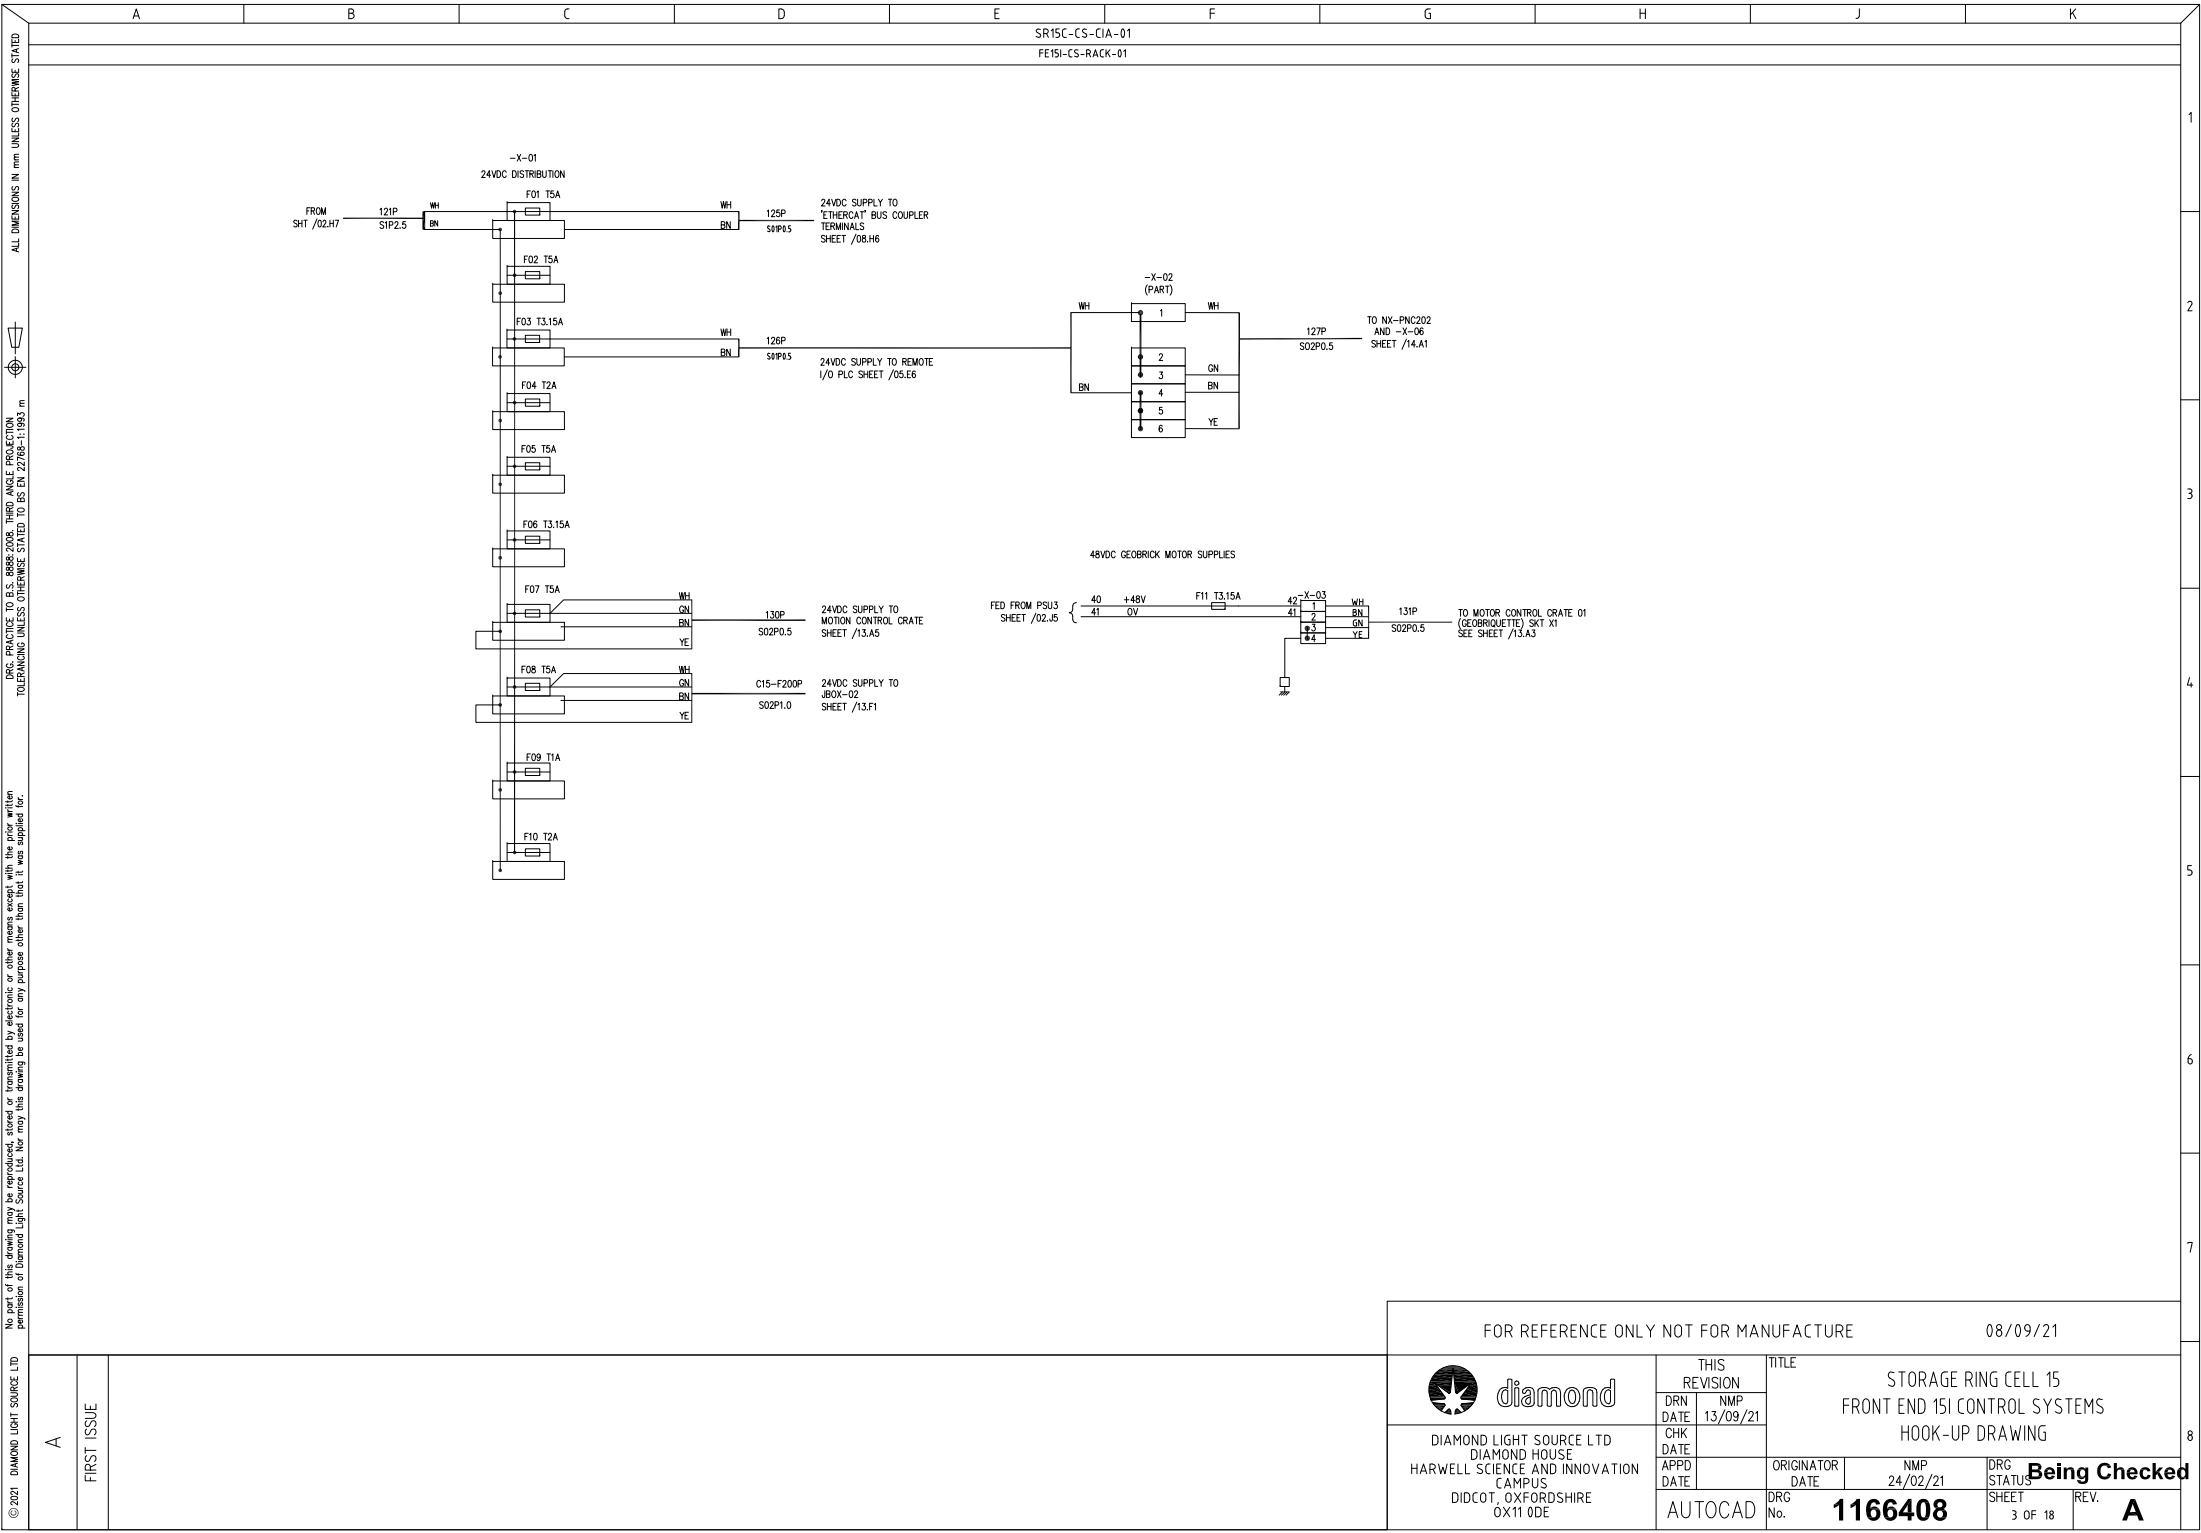 A B C D E F G H J K
SR15C-CS-CIA-01
FE15I-CS-RACK-01
1
2
3
4
5
6
7
8
ALL DIMENSIONS IN mm UNLESS OTHERWISE STATED
DRG. PRACTICE TO B.S. 8888: 2008. THIRD ANGLE PROJECTION
TOLERANCING UNLESS OTHERWISE STATED TO BS EN 22768-1:1993 m
No part of this drawing may be reproduced, stored or transmitted by electronic or other means except with the prior written
permission of Diamond Light Source Ltd. Nor may this drawing be used for any purpose other than that it was supplied for.
© 2021 DIAMOND LIGHT SOURCE LTD
-X-01
24VDC DISTRIBUTION
FROM
SHT /02.H7
121P
S1P2.5
WH
BN
F01 T5A
WH
BN
125P
S01P0.5
24VDC SUPPLY TO
'ETHERCAT' BUS COUPLER
TERMINALS
SHEET /08.H6
F02 T5A
F03 T3.15A
WH
BN
126P
S01P0.5
24VDC SUPPLY TO REMOTE
I/O PLC SHEET /05.E6
-X-02
(PART)
WH
BN
1
2
3
4
5
6
WH
GN
BN
YE
127P
S02P0.5
TO NX-PNC202
AND -X-06
SHEET /14.A1
F04 T2A
F05 T5A
F06 T3.15A
F07 T5A
WH
GN
BN
YE
130P
S02P0.5
24VDC SUPPLY TO
MOTION CONTROL CRATE
SHEET /13.A5
F08 T5A
WH
GN
BN
YE
C15-F200P
S02P1.0
24VDC SUPPLY TO
JBOX-02
SHEET /13.F1
F09 T1A
F10 T2A
48VDC GEOBRICK MOTOR SUPPLIES
FED FROM PSU3
SHEET /02.J5
40 +48V
41 0V
F11 T3.15A
42
41
-X-03
1
2
3
4
WH
BN
GN
YE
131P
S02P0.5
TO MOTOR CONTROL CRATE 01
(GEOBRIQUETTE) SKT X1
SEE SHEET /13.A3
FOR REFERENCE ONLY NOT FOR MANUFACTURE 08/09/21
A
FIRST ISSUE
diamond
DIAMOND LIGHT SOURCE LTD
DIAMOND HOUSE
HARWELL SCIENCE AND INNOVATION
CAMPUS
DIDCOT, OXFORDSHIRE
OX11 0DE
THIS
REVISION
DRN NMP
DATE 13/09/21
CHK
DATE
APPD
DATE
AUTOCAD
TITLE
STORAGE RING CELL 15
FRONT END 15I CONTROL SYSTEMS
HOOK-UP DRAWING
ORIGINATOR NMP
DATE 24/02/21
DRG
STATUS Being Checked
DRG
No. 1166408
SHEET
3 OF 18
REV. A